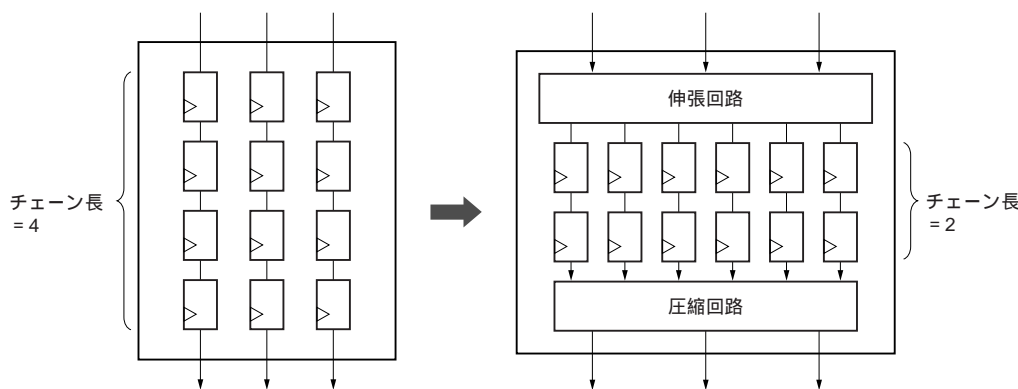 チェーン長
= 4
伸張回路
圧縮回路
チェーン長
= 2